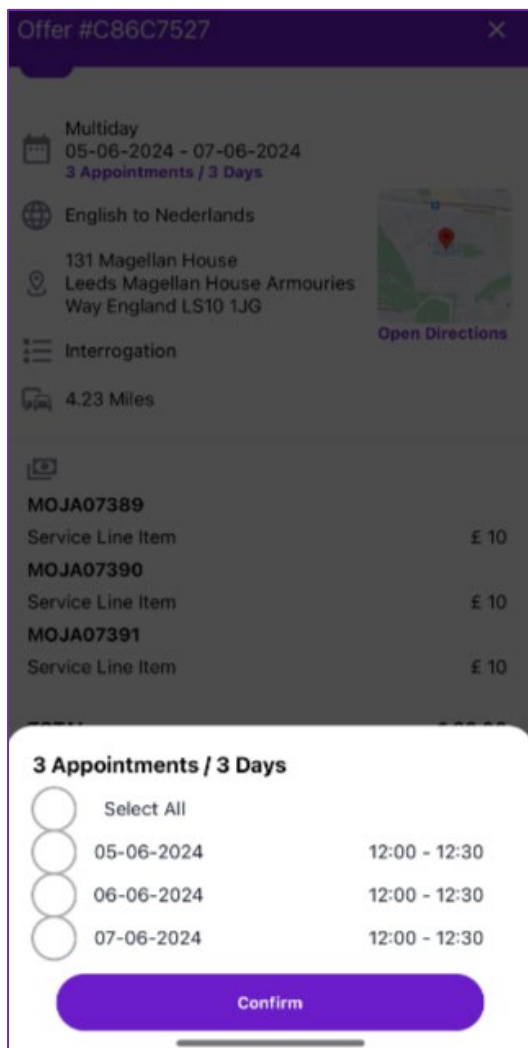 Offer #C86C7527
Multiday
05-06-2024 - 07-06-2024
3 Appointments / 3 Days
English to Nederlands
131 Magellan House
Leeds Magellan House Armouries
Way England LS10 1JG
Open Directions
Interrogation
4.23 Miles
MOJA07389
Service Line Item £ 10
MOJA07390
Service Line Item £ 10
MOJA07391
Service Line Item £ 10
3 Appointments / 3 Days
Select All
05-06-2024 12:00 - 12:30
06-06-2024 12:00 - 12:30
07-06-2024 12:00 - 12:30
Confirm